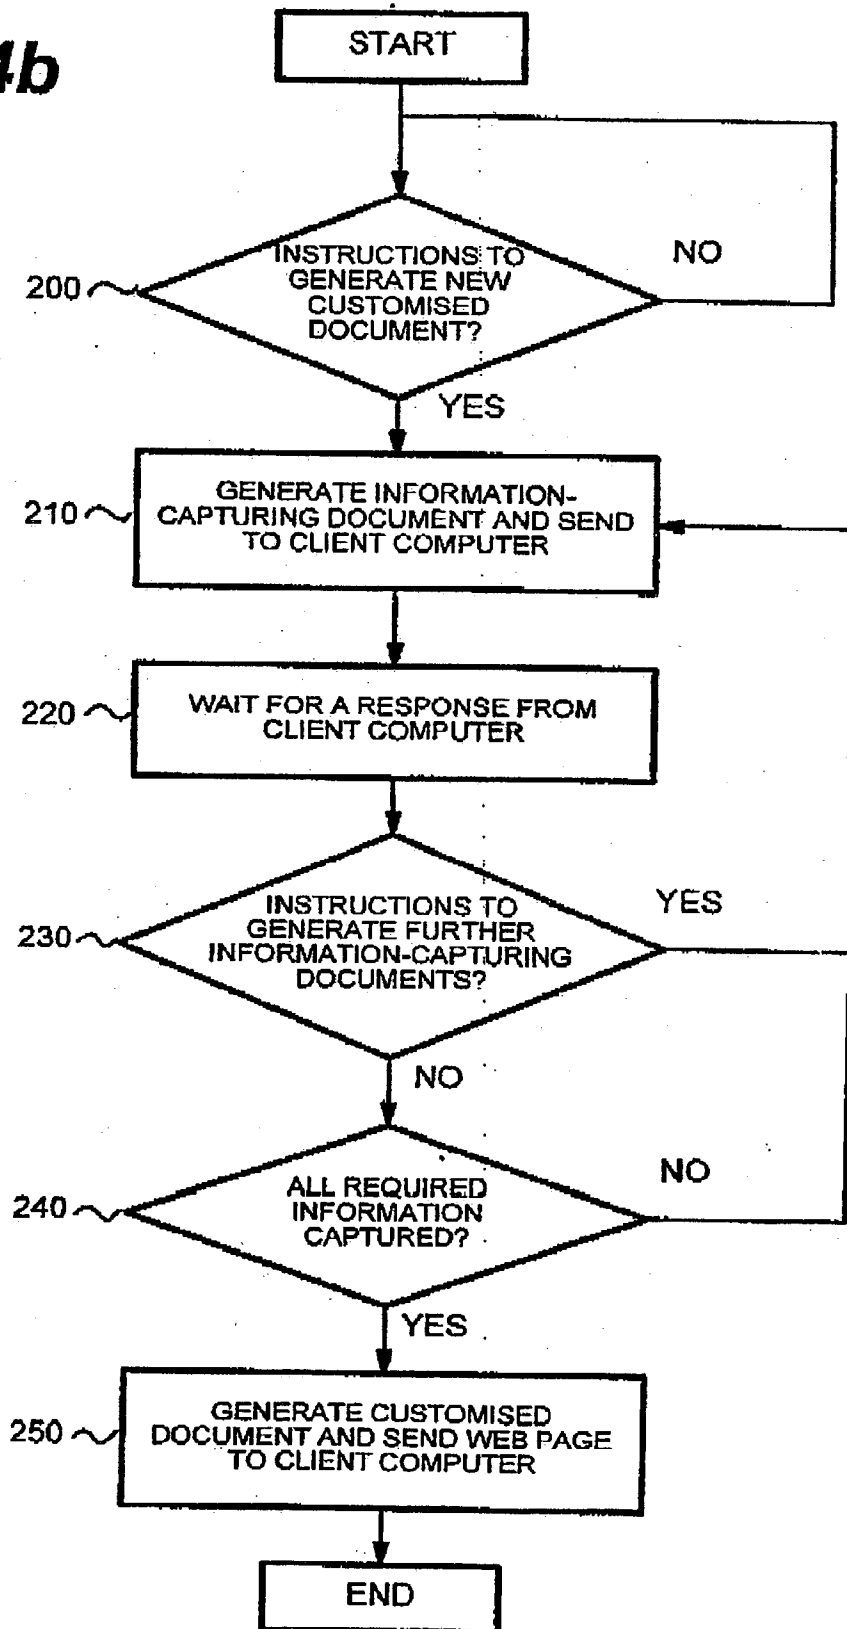 4b
START
INSTRUCTIONS TO
GENERATE NEW
CUSTOMISED
DOCUMENT?
NO
200
YES
GENERATE INFORMATION-
CAPTURING DOCUMENT AND SEND
TO CLIENT COMPUTER
210
WAIT FOR A RESPONSE FROM
CLIENT COMPUTER
220
INSTRUCTIONS TO
GENERATE FURTHER
INFORMATION-CAPTURING
DOCUMENTS?
YES
230
NO
ALL REQUIRED
INFORMATION
CAPTURED?
NO
240
YES
GENERATE CUSTOMISED
DOCUMENT AND SEND WEB PAGE
TO CLIENT COMPUTER
250
END